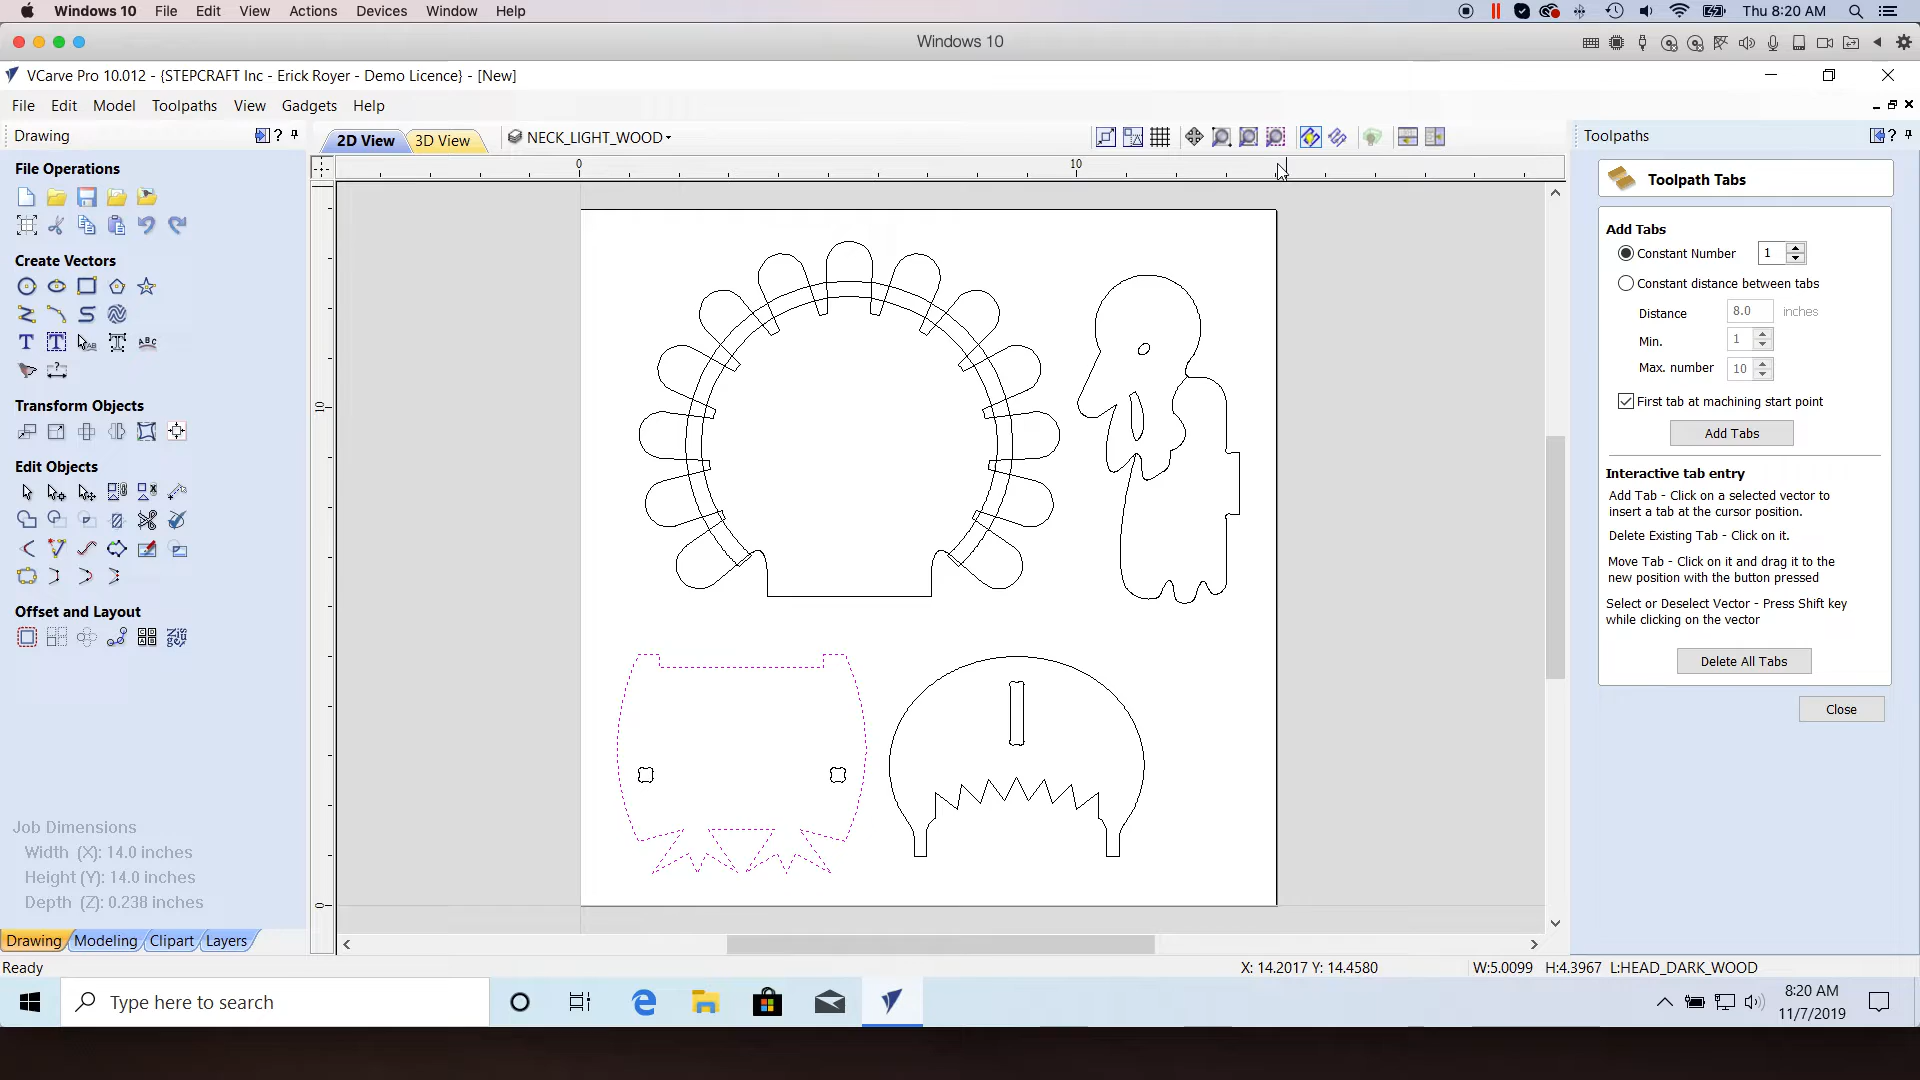 Windows 10 File Edit View Actions Devices Window Help Thu 8:20 AM
Windows 10
VCarve Pro 10.012 - {STEPCRAFT Inc - Erick Royer - Demo Licence} - [New]
File Edit Model Toolpaths View Gadgets Help
Drawing ?
2D View 3D View NECK_LIGHT_WOOD
Toolpaths ?
File Operations
Create Vectors
Transform Objects
Edit Objects
Offset and Layout
Job Dimensions
Width (X): 14.0 inches
Height (Y): 14.0 inches
Depth (Z): 0.238 inches
Drawing Modeling Clipart Layers
0 10
10
0
Toolpath Tabs
Add Tabs
Constant Number 1
Constant distance between tabs
Distance 8.0 inches
Min. 1
Max. number 10
First tab at machining start point
Add Tabs
Interactive tab entry
Add Tab - Click on a selected vector to
insert a tab at the cursor position.
Delete Existing Tab - Click on it.
Move Tab - Click on it and drag it to the
new position with the button pressed
Select or Deselect Vector - Press Shift key
while clicking on the vector
Delete All Tabs
Close
Ready X: 14.2017 Y: 14.4580 W:5.0099 H:4.3967 L:HEAD_DARK_WOOD
Type here to search
8:20 AM
11/7/2019